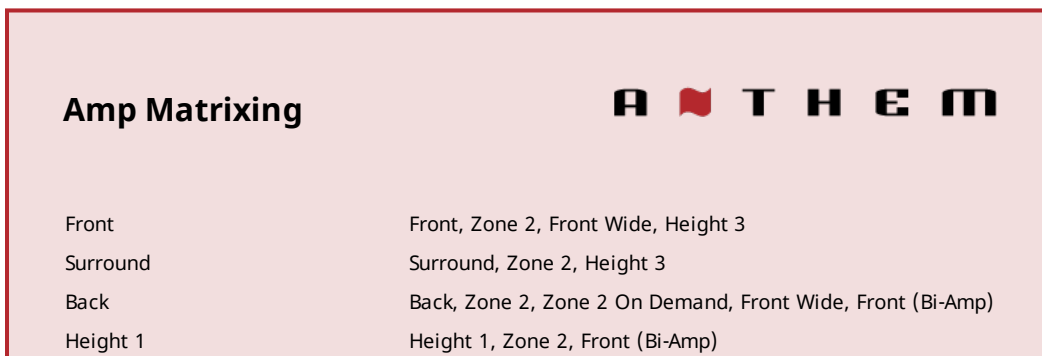 Amp Matrixing
ANTHEM
Front Front, Zone 2, Front Wide, Height 3
Surround Surround, Zone 2, Height 3
Back Back, Zone 2, Zone 2 On Demand, Front Wide, Front (Bi-Amp)
Height 1 Height 1, Zone 2, Front (Bi-Amp)